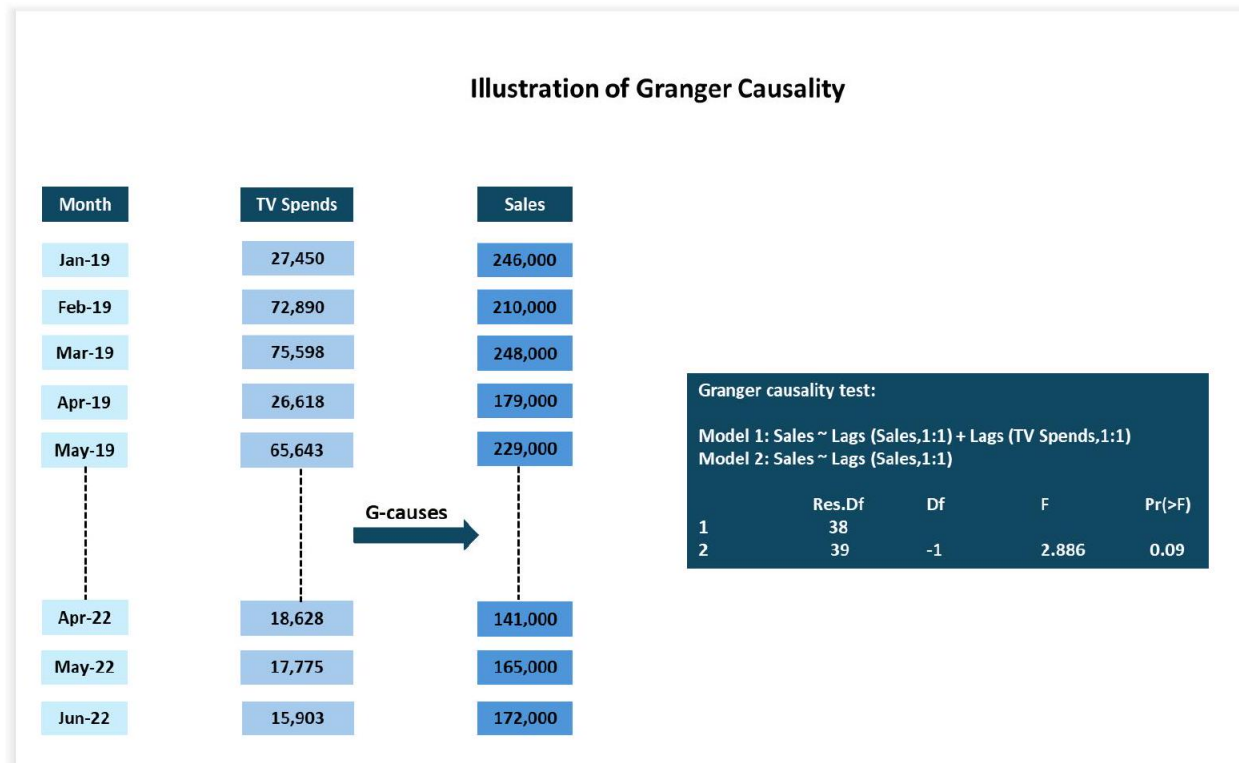 Illustration of Granger Causality
Month TV Spends Sales
Jan-19 27,450 246,000
Feb-19 72,890 210,000
Mar-19 75,598 248,000
Apr-19 26,618 179,000
May-19 65,643 229,000
G-causes
Apr-22 18,628 141,000
May-22 17,775 165,000
Jun-22 15,903 172,000
Granger causality test:
Model 1: Sales ~ Lags (Sales,1:1) + Lags (TV Spends,1:1)
Model 2: Sales ~ Lags (Sales,1:1)
Res.Df Df F Pr(>F)
1 38
2 39 -1 2.886 0.09